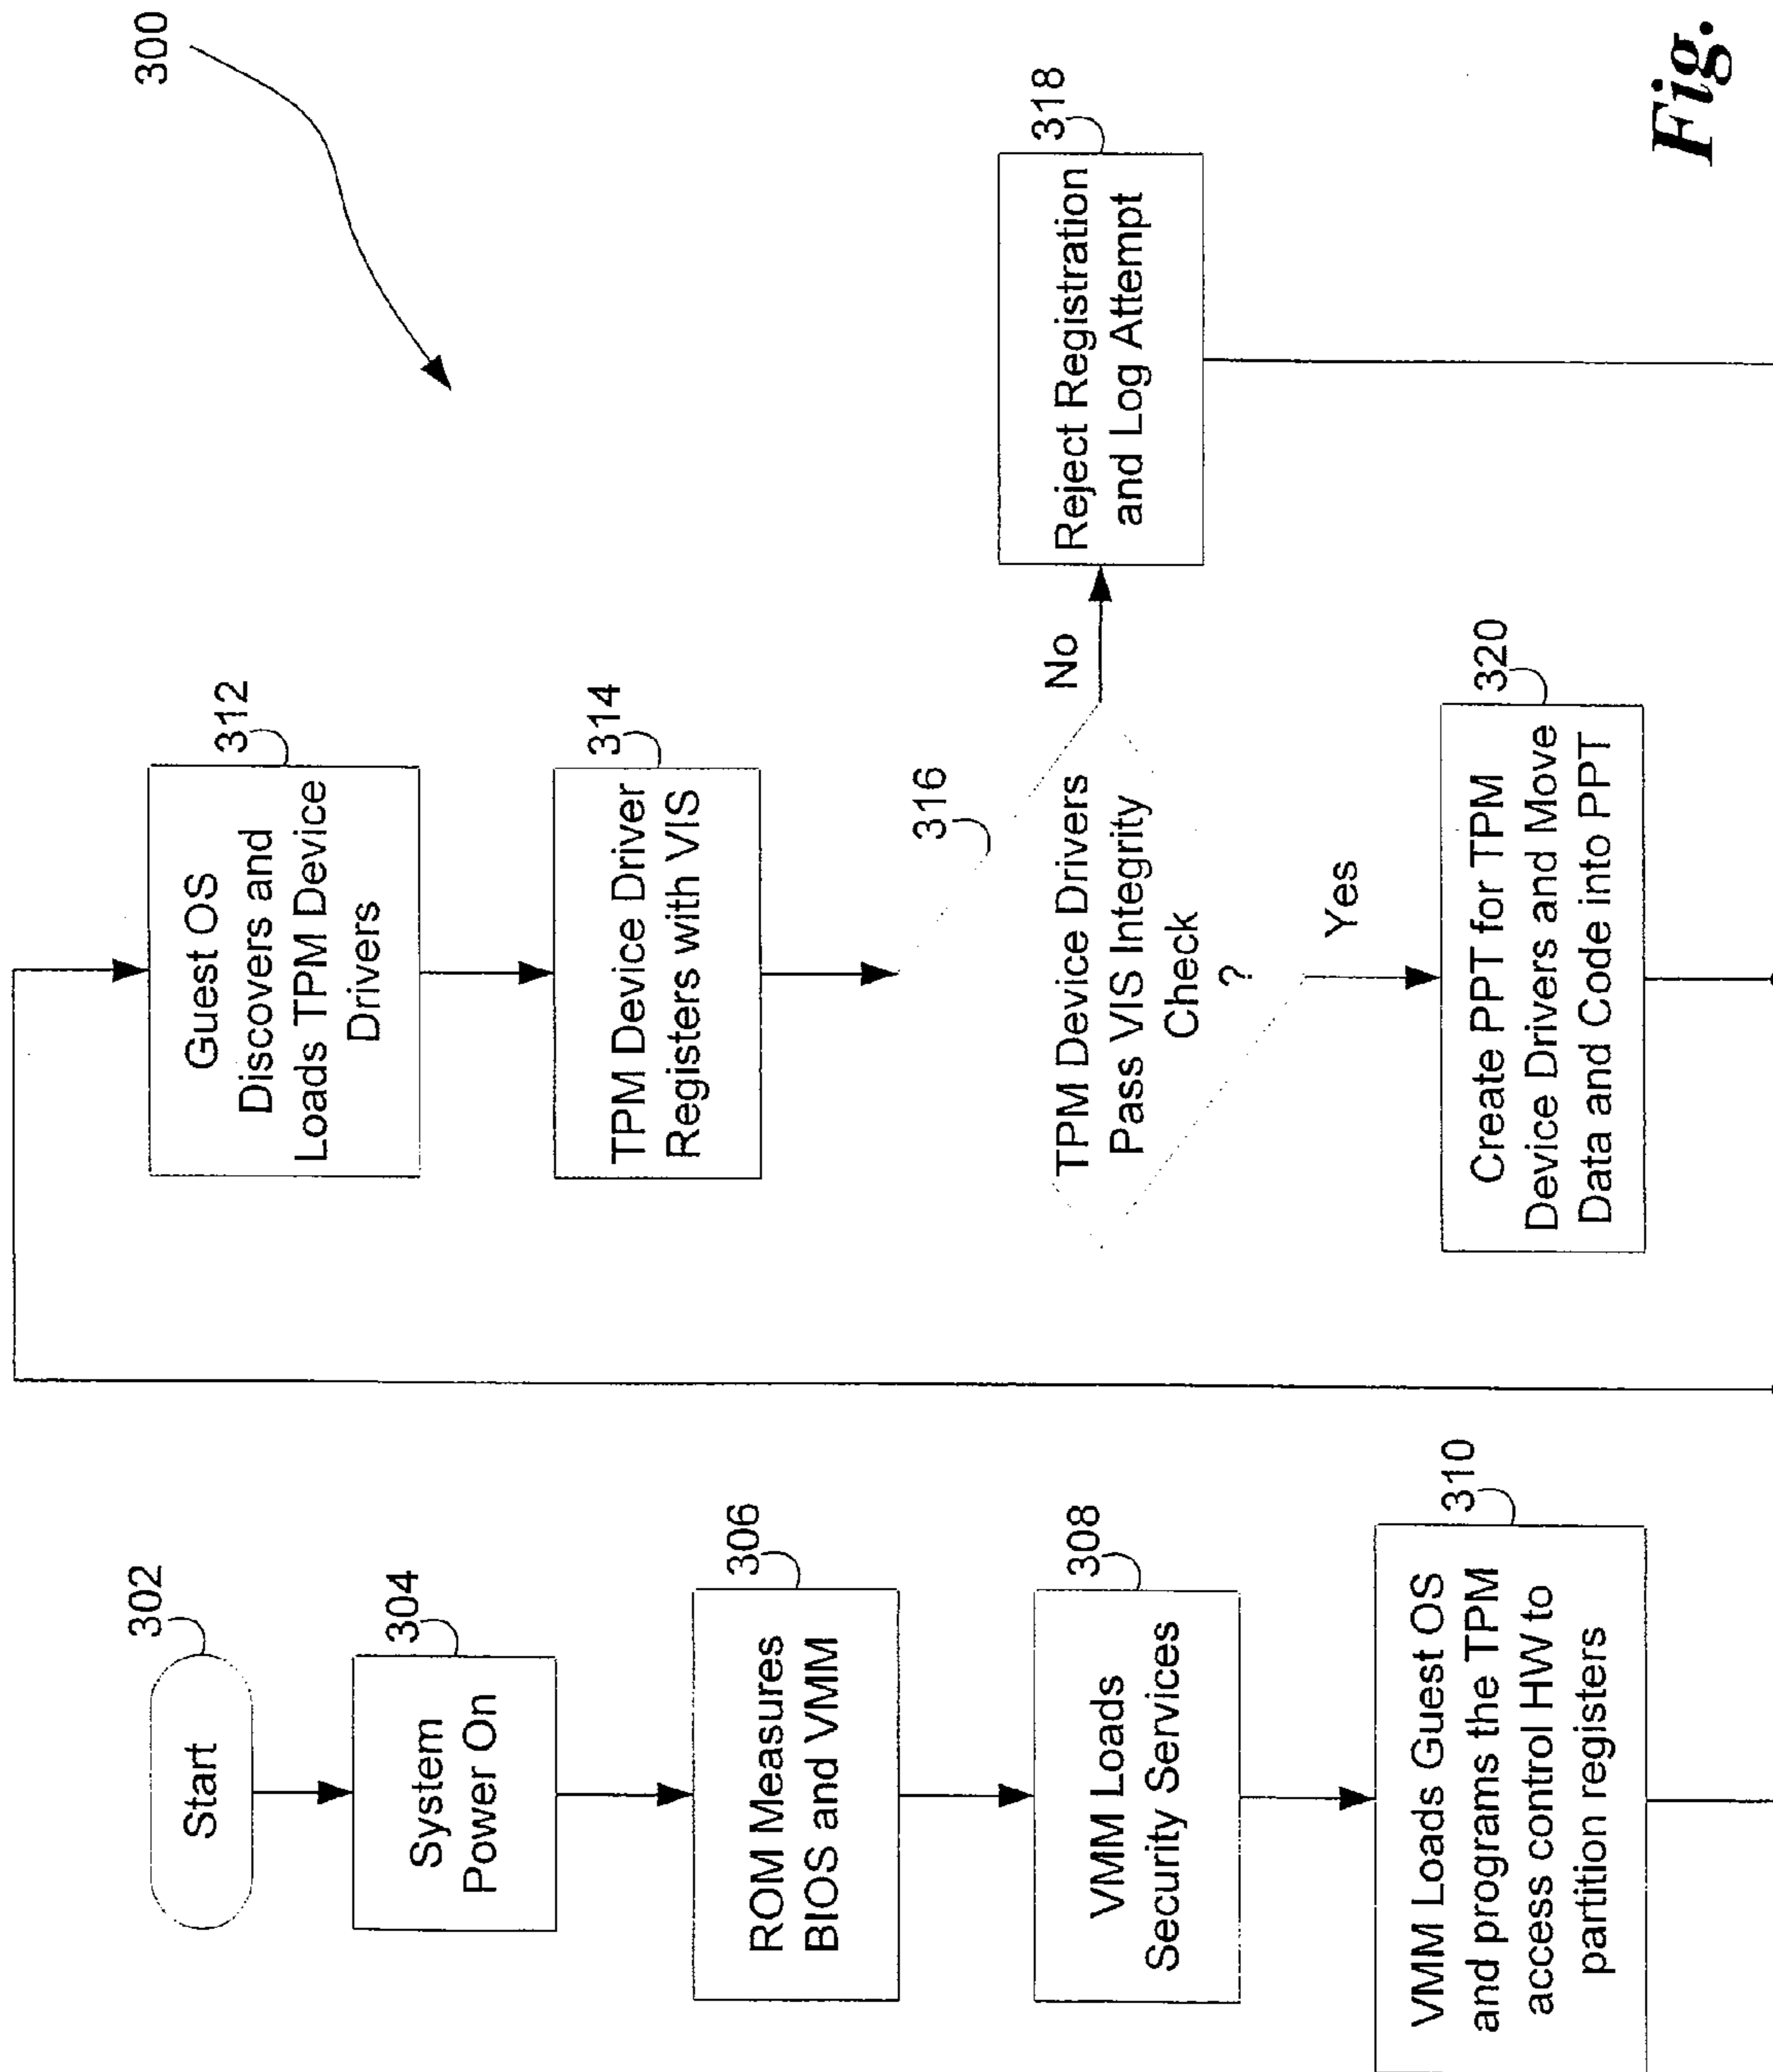 300
302
Start
304
System
Power On
306
ROM Measures
BIOS and VMM
308
VMM Loads
Security Services
310
VMM Loads Guest OS
and programs the TPM
access control HW to
partition registers
312
Guest OS
Discovers and
Loads TPM Device
Drivers
314
TPM Device Driver
Registers with VIS
316
TPM Device Drivers
Pass VIS Integrity
Check
?
No
Yes
318
Reject Registration
and Log Attempt
320
Create PPT for TPM
Device Drivers and Move
Data and Code into PPT
Fig.